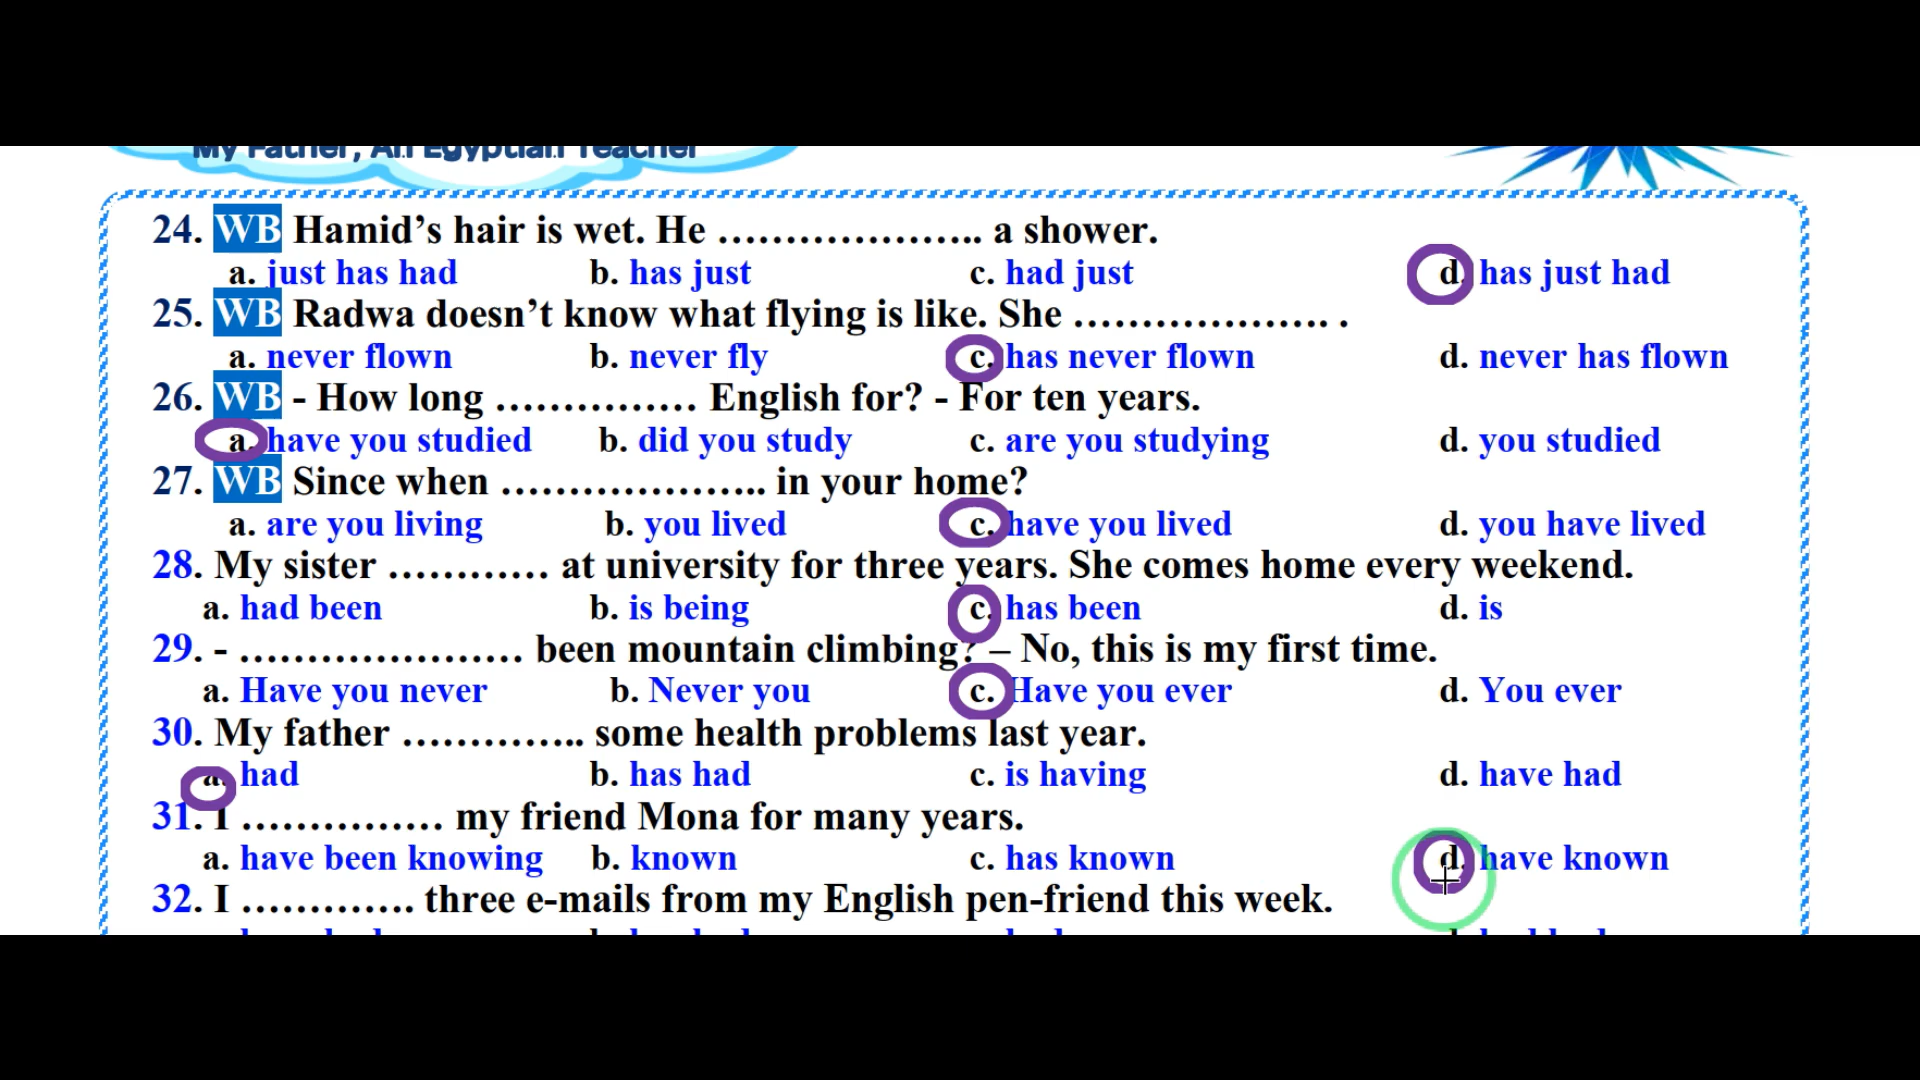 My Father, An Egyptian Teacher
24. WB Hamid's hair is wet. He ……………….. a shower.
a. just has had b. has just c. had just d. has just had
25. WB Radwa doesn't know what flying is like. She ………………. .
a. never flown b. never fly c. has never flown d. never has flown
26. WB - How long …………… English for? - For ten years.
a. have you studied b. did you study c. are you studying d. you studied
27. WB Since when ……………….. in your home?
a. are you living b. you lived c. have you lived d. you have lived
28. My sister ………… at university for three years. She comes home every weekend.
a. had been b. is being c. has been d. is
29. - ………………… been mountain climbing? – No, this is my first time.
a. Have you never b. Never you c. Have you ever d. You ever
30. My father ………….. some health problems last year.
a. had b. has had c. is having d. have had
31. I …………… my friend Mona for many years.
a. have been knowing b. known c. has known d. have known
32. I …………. three e-mails from my English pen-friend this week.